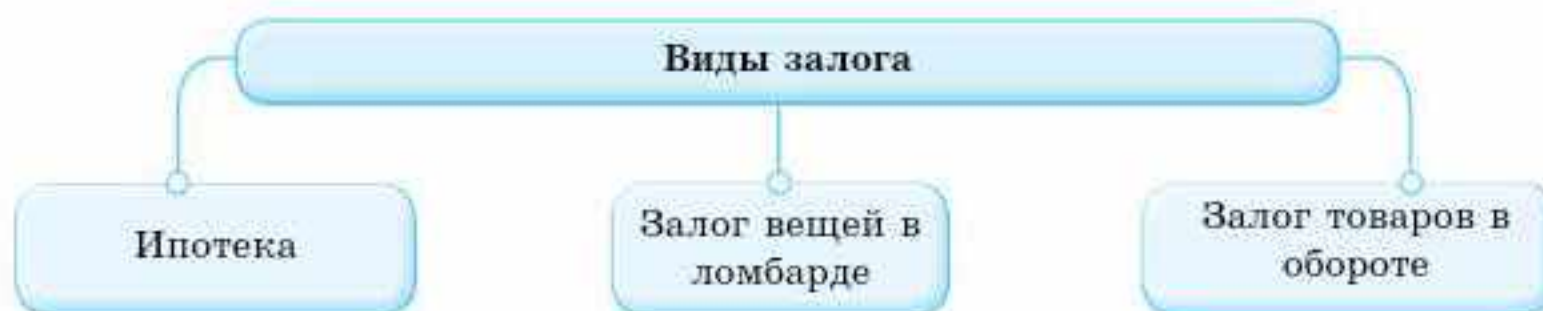 Виды залога
Ипотека
Залог вещей в
ломбарде
Залог товаров в
обороте